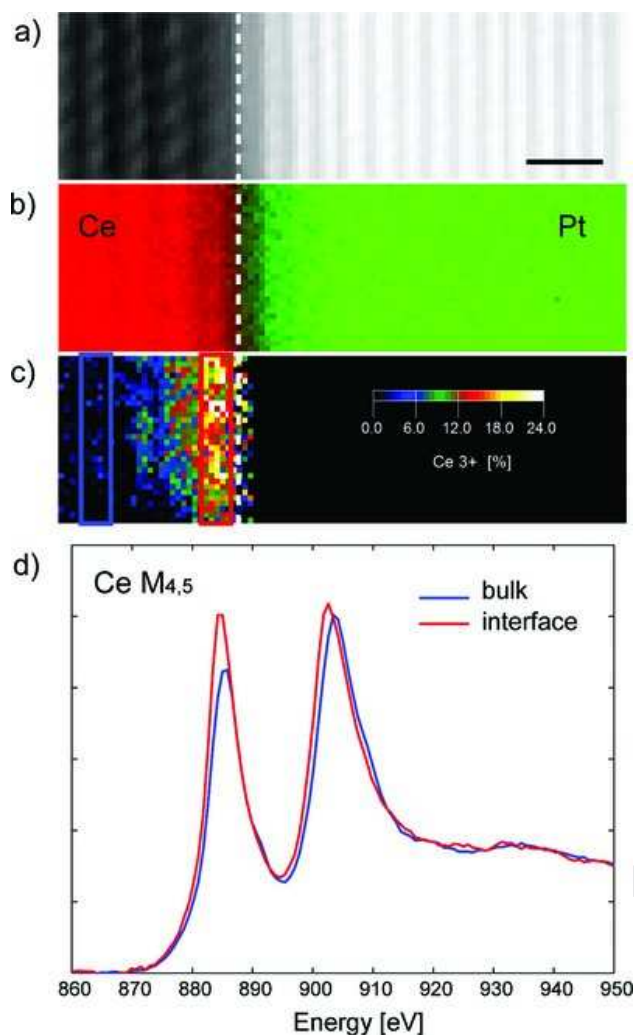 a)
b)
Ce
Pt
c)
0.0 6.0 12.0 18.0 24.0
Ce 3+ [%]
d)
Ce M4,5
bulk
interface
860 870 880 890 900 910 920 930 940 950
Energy [eV]